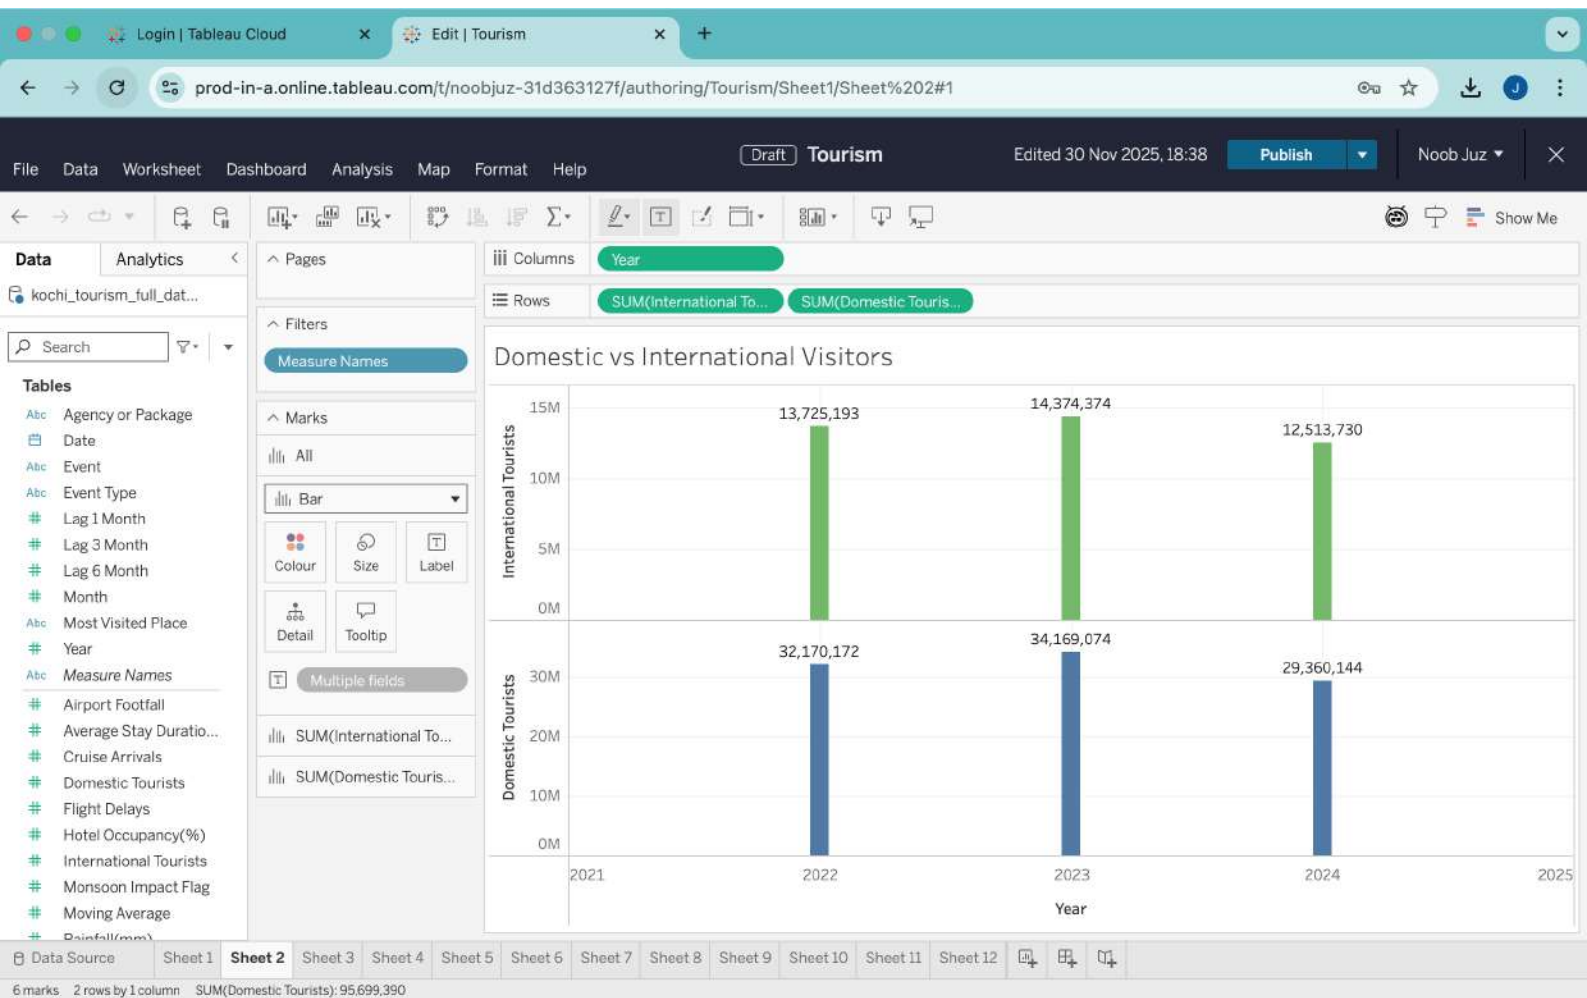 Login | Tableau Cloud
Edit | Tourism
prod-in-a.online.tableau.com/t/noobjuz-31d363127f/authoring/Tourism/Sheet1/Sheet%202#1
J
File Data Worksheet Dashboard Analysis Map Format Help
Draft Tourism
Edited 30 Nov 2025, 18:38
Publish
Noob Juz
Show Me
Data
Analytics
kochi_tourism_full_dat...
Search
Tables
Abc Agency or Package
Date
Abc Event
Abc Event Type
# Lag 1 Month
# Lag 3 Month
# Lag 6 Month
# Month
Abc Most Visited Place
# Year
Abc Measure Names
# Airport Footfall
# Average Stay Duratio...
# Cruise Arrivals
# Domestic Tourists
# Flight Delays
# Hotel Occupancy(%)
# International Tourists
# Monsoon Impact Flag
# Moving Average
# Rainfall(mm)
Pages
Filters
Measure Names
Marks
All
Bar
Colour Size Label
Detail Tooltip
Multiple fields
SUM(International To...
SUM(Domestic Touris...
Columns Year
Rows SUM(International To... SUM(Domestic Touris...
Domestic vs International Visitors
International Tourists
15M
10M
5M
0M
13,725,193
14,374,374
12,513,730
Domestic Tourists
30M
20M
10M
0M
32,170,172
34,169,074
29,360,144
2021 2022 2023 2024 2025
Year
Data Source Sheet 1 Sheet 2 Sheet 3 Sheet 4 Sheet 5 Sheet 6 Sheet 7 Sheet 8 Sheet 9 Sheet 10 Sheet 11 Sheet 12
6 marks 2 rows by 1 column SUM(Domestic Tourists): 95,699,390